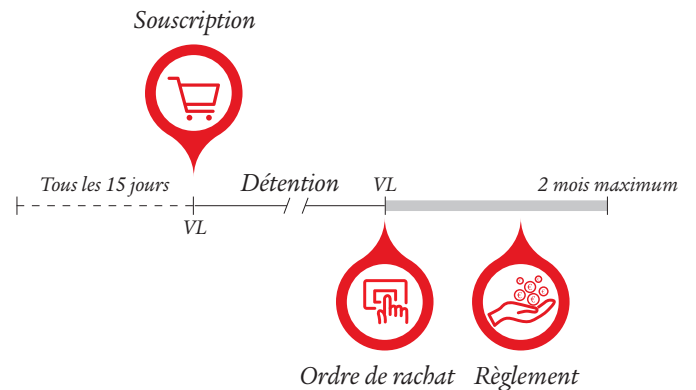 Souscription
Tous les 15 jours
Détention
VL
2 mois maximum
VL
Ordre de rachat
Règlement